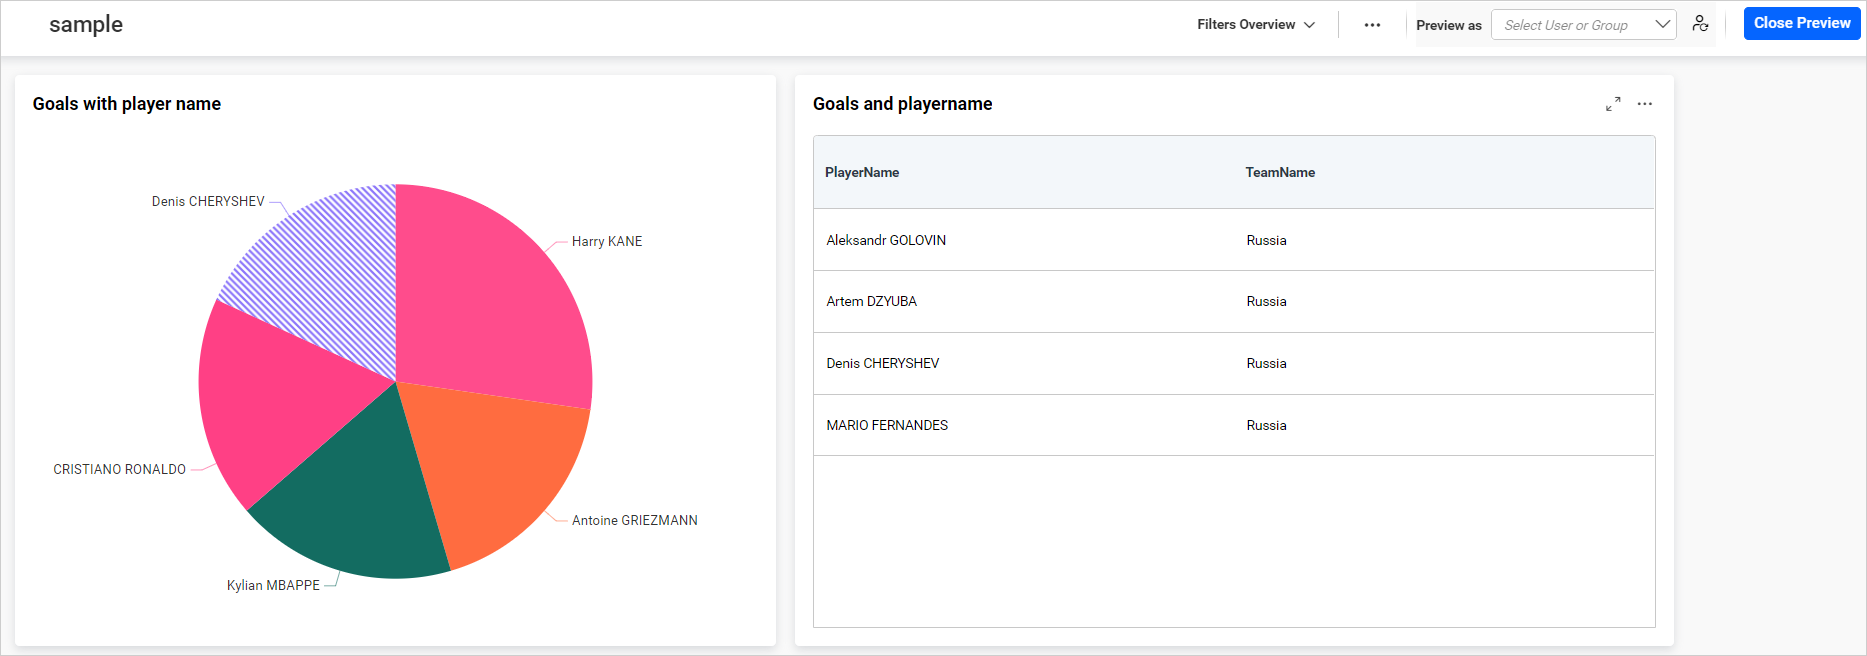 sample
Filters Overview
Preview as
Select User or Group
Close Preview
Goals with player name
Denis CHERYSHEV
Harry KANE
CRISTIANO RONALDO
Antoine GRIEZMANN
Kylian MBAPPE
Goals and playername
PlayerName TeamName
Aleksandr GOLOVIN Russia
Artem DZYUBA Russia
Denis CHERYSHEV Russia
MARIO FERNANDES Russia